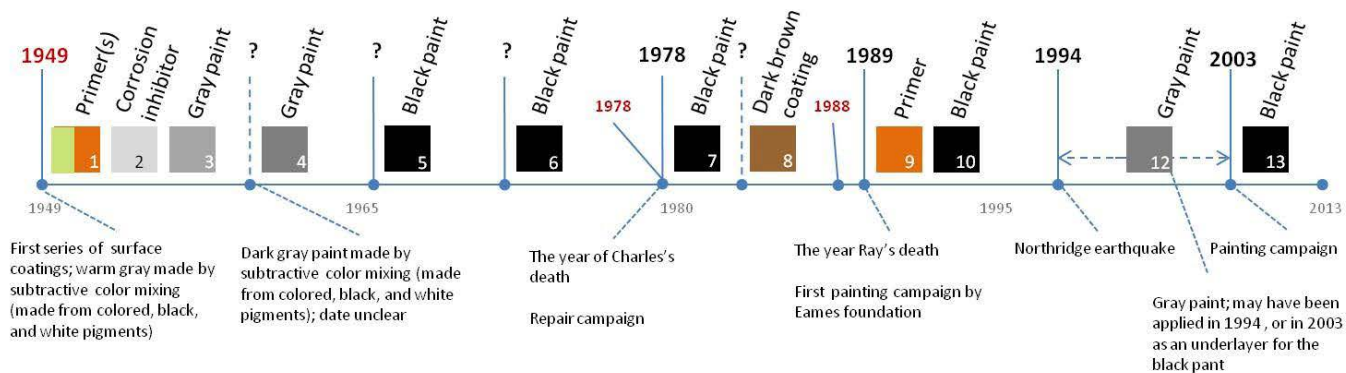 1949
Primer(s)
Corrosion
inhibitor
Gray paint
?
Gray paint
?
Black paint
?
Black paint
1978
1978
Black paint
?
Dark brown
coating
1988
1989
Primer
Black paint
1994
Gray paint
2003
Black paint
1
2
3
4
5
6
7
8
9
10
12
13
1949
1965
1980
1995
2013
First series of surface
coatings; warm gray made by
subtractive color mixing
(made from colored, black,
and white pigments)
Dark gray paint made by
subtractive color mixing (made
from colored, black, and white
pigments); date unclear
The year of Charles's
death
Repair campaign
The year Ray's death
First painting campaign by
Eames foundation
Northridge earthquake
Painting campaign
Gray paint; may have been
applied in 1994 , or in 2003
as an underlayer for the
black pant